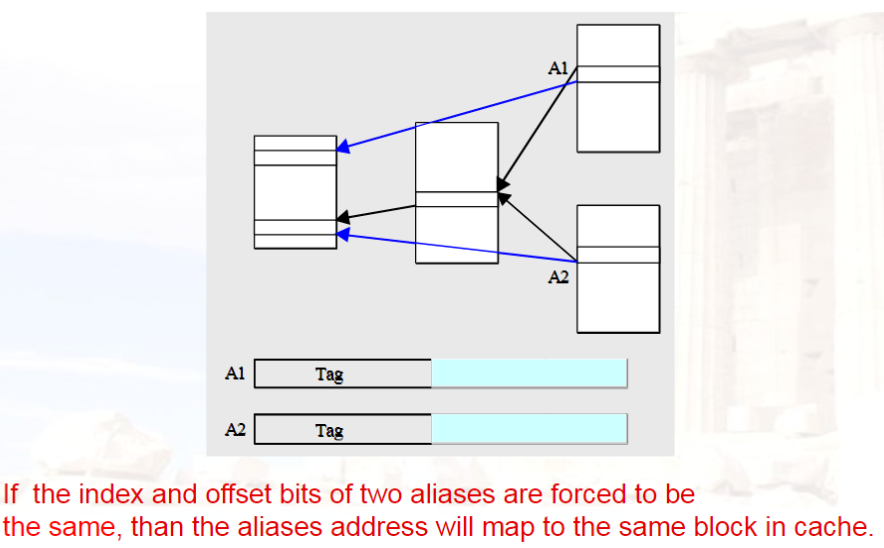 A1
A2
A1 Tag
A2 Tag
If the index and offset bits of two aliases are forced to be
the same, than the aliases address will map to the same block in cache.